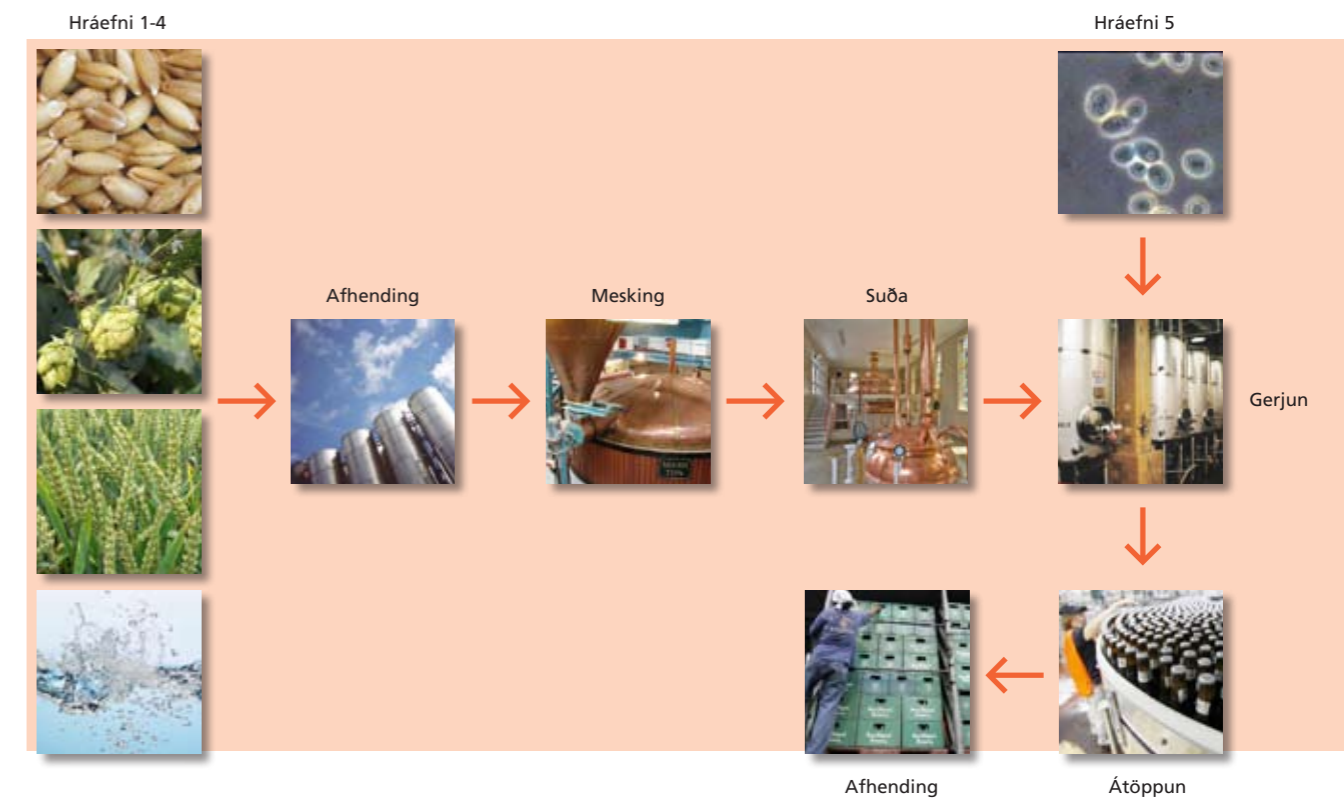 Hráefni 1-4
Hráefni 5
Afhending
Mesking
Suða
Gerjun
Afhending
Átöppun